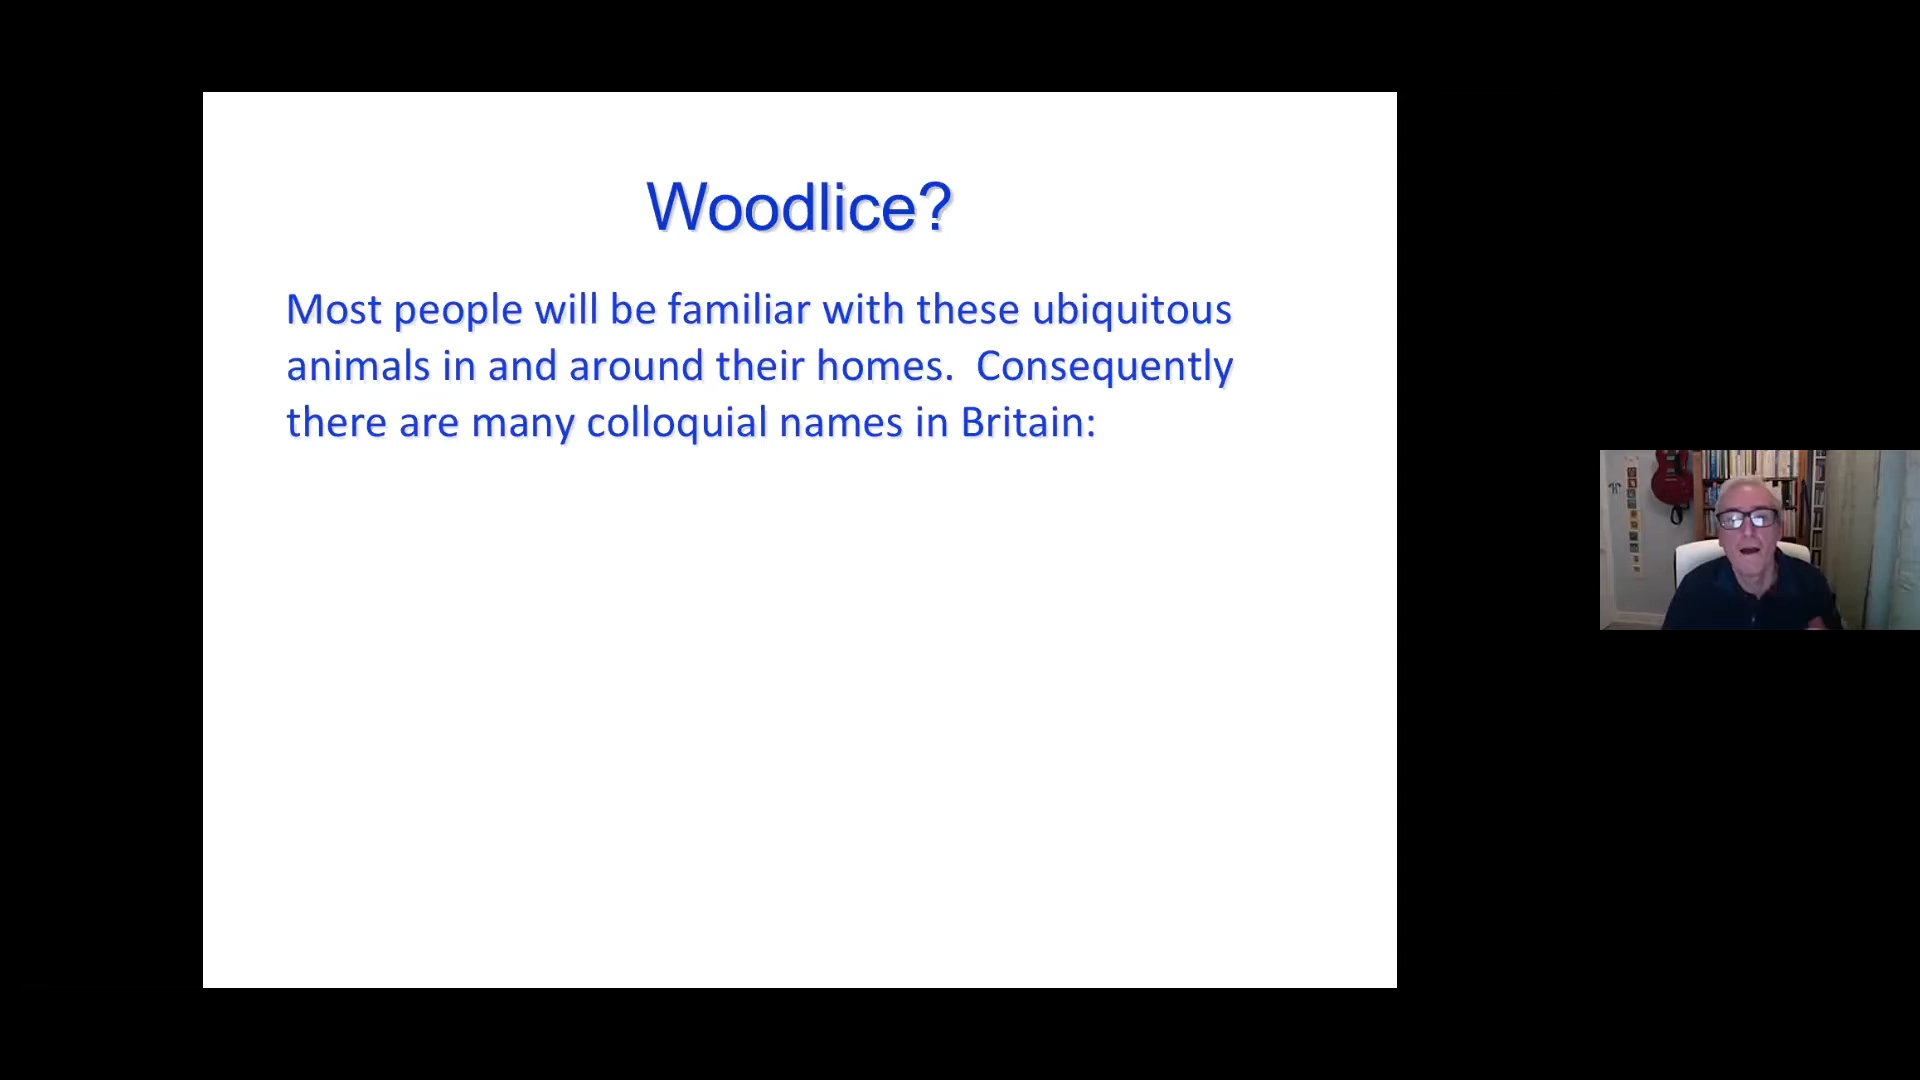 Woodlice?
Most people will be familiar with these ubiquitous
animals in and around their homes.  Consequently
there are many colloquial names in Britain: